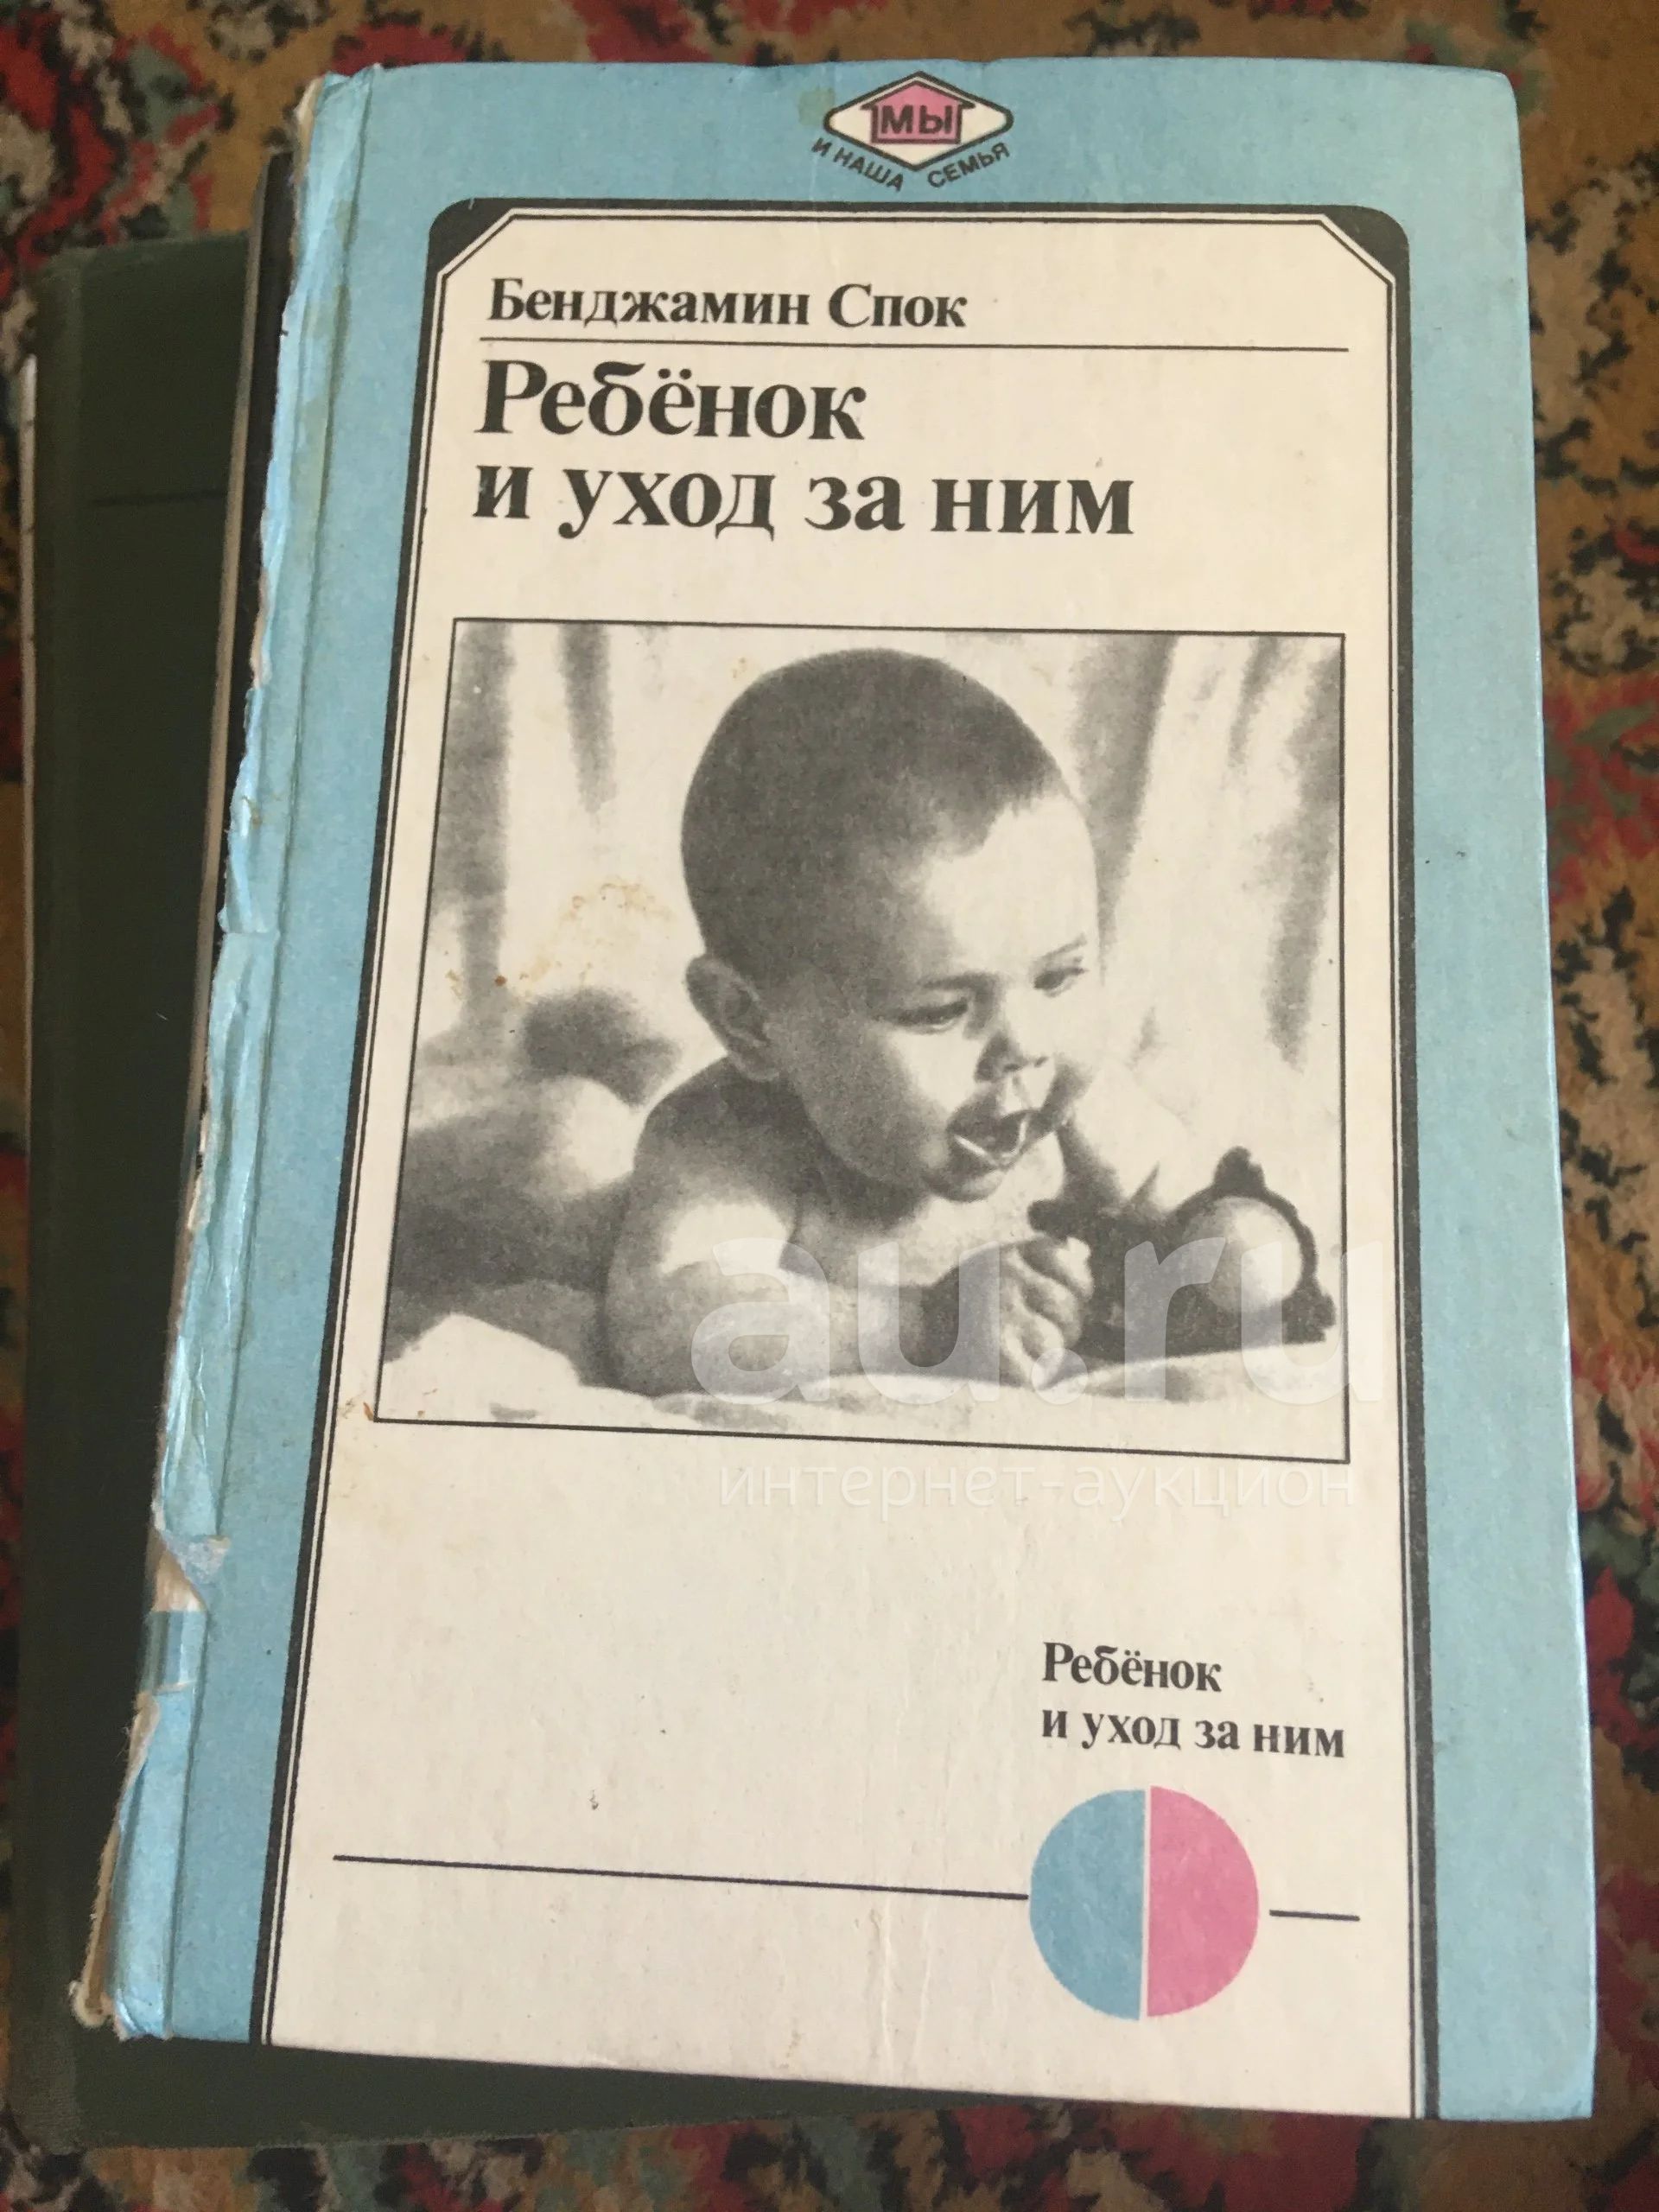 МЫ
И НАША СЕМЬЯ
Бенджамин Спок
Ребёнок
и уход за ним
au.ru
интернет-аукцион
Ребёнок
и уход за ним